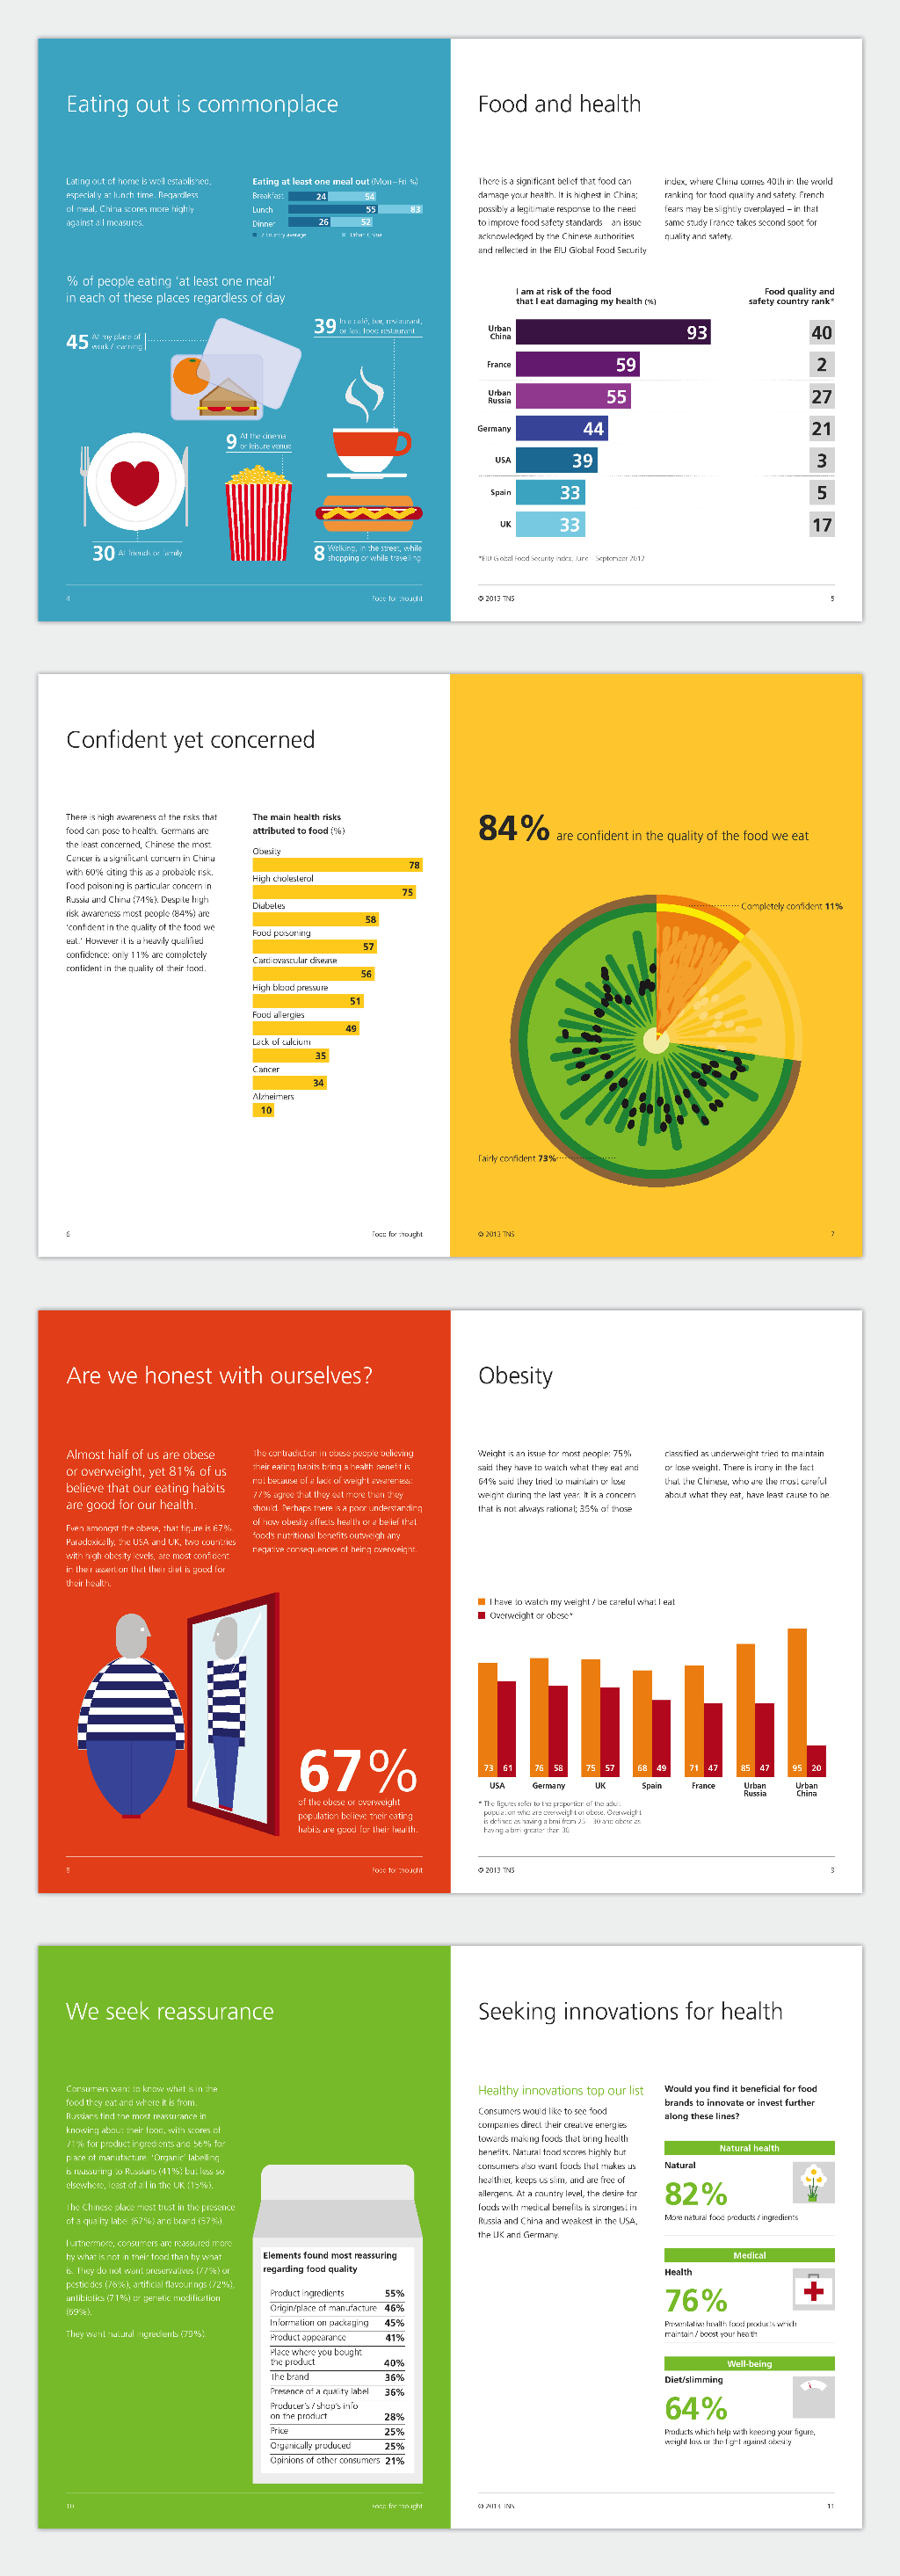 Eating out is commonplace
Eating out of home is well established,
especially at lunch time. Regardless
of meal, China scores more highly
against all measures.
Eating at least one meal out (Mon–Fri %)
Breakfast 24 54
Lunch 55 83
Dinner 26 52
7 country average Urban China
% of people eating 'at least one meal'
in each of these places regardless of day
45 At my place of
work / learning
39 In a café, bar, restaurant,
or fast food restaurant
9 At the cinema
or leisure venue
30 At friends or family
8 Walking, in the street, while
shopping or while travelling
4 Food for thought
Food and health
There is a significant belief that food can
damage your health. It is highest in China;
possibly a legitimate response to the need
to improve food safety standards – an issue
acknowledged by the Chinese authorities
and reflected in the EIU Global Food Security
index, where China comes 40th in the world
ranking for food quality and safety. French
fears may be slightly overplayed – in that
same study France takes second spot for
quality and safety.
I am at risk of the food
that I eat damaging my health (%)
Food quality and
safety country rank*
Urban
China 93 40
France 59 2
Urban
Russia 55 27
Germany 44 21
USA 39 3
Spain 33 5
UK 33 17
*EIU Global Food Security Index, June – September 2012
© 2013 TNS 5
Confident yet concerned
There is high awareness of the risks that
food can pose to health. Germans are
the least concerned, Chinese the most.
Cancer is a significant concern in China
with 60% citing this as a probable risk.
Food poisoning is particular concern in
Russia and China (74%). Despite high
risk awareness most people (84%) are
'confident in the quality of the food we
eat.' However it is a heavily qualified
confidence: only 11% are completely
confident in the quality of their food.
The main health risks
attributed to food (%)
Obesity
78
High cholesterol
75
Diabetes
58
Food poisoning
57
Cardiovascular disease
56
High blood pressure
51
Food allergies
49
Lack of calcium
35
Cancer
34
Alzheimers
10
6 Food for thought
84% are confident in the quality of the food we eat
Completely confident 11%
Fairly confident 73%
© 2013 TNS 7
Are we honest with ourselves?
Almost half of us are obese
or overweight, yet 81% of us
believe that our eating habits
are good for our health.
Even amongst the obese, that figure is 67%.
Paradoxically, the USA and UK, two countries
with high obesity levels, are most confident
in their assertion that their diet is good for
their health.
The contradiction in obese people believing
their eating habits bring a health benefit is
not because of a lack of weight awareness:
77% agree that they eat more than they
should. Perhaps there is a poor understanding
of how obesity affects health or a belief that
food's nutritional benefits outweigh any
negative consequences of being overweight.
67%
of the obese or overweight
population believe their eating
habits are good for their health.
8 Food for thought
Obesity
Weight is an issue for most people: 75%
said they have to watch what they eat and
64% said they tried to maintain or lose
weight during the last year. It is a concern
that is not always rational; 35% of those
classified as underweight tried to maintain
or lose weight. There is irony in the fact
that the Chinese, who are the most careful
about what they eat, have least cause to be.
I have to watch my weight / be careful what I eat
Overweight or obese*
73 61 76 58 75 57 68 49 71 47 85 47 95 20
USA Germany UK Spain France Urban
Russia Urban
China
* The figures refer to the proportion of the adult
population who are overweight or obese. Overweight
is defined as having a bmi from 25 – 30 and obese as
having a bmi greater than 30.
© 2013 TNS 9
We seek reassurance
Consumers want to know what is in the
food they eat and where it is from.
Russians find the most reassurance in
knowing about their food, with scores of
71% for product ingredients and 56% for
place of manufacture. 'Organic' labelling
is reassuring to Russians (41%) but less so
elsewhere, least of all in the UK (15%).
The Chinese place most trust in the presence
of a quality label (67%) and brand (57%).
Furthermore, consumers are reassured more
by what is not in their food than by what
is. They do not want preservatives (77%) or
pesticides (76%), artificial flavourings (72%),
antibiotics (71%) or genetic modification
(69%).
They want natural ingredients (79%).
Elements found most reassuring
regarding food quality
Product ingredients 55%
Origin/place of manufacture 46%
Information on packaging 45%
Product appearance 41%
Place where you bought
the product 40%
The brand 36%
Presence of a quality label 36%
Producer's / shop's info
on the product 28%
Price 25%
Organically produced 25%
Opinions of other consumers 21%
10 Food for thought
Seeking innovations for health
Healthy innovations top our list
Consumers would like to see food
companies direct their creative energies
towards making foods that bring health
benefits. Natural food scores highly but
consumers also want foods that makes us
healthier, keeps us slim, and are free of
allergens. At a country level, the desire for
foods with medical benefits is strongest in
Russia and China and weakest in the USA,
the UK and Germany.
Would you find it beneficial for food
brands to innovate or invest further
along these lines?
Natural health
Natural
82%
More natural food products / ingredients
Medical
Health
76%
Preventative health food products which
maintain / boost your health
Well-being
Diet/slimming
64%
Products which help with keeping your figure,
weight loss or the fight against obesity
© 2013 TNS 11